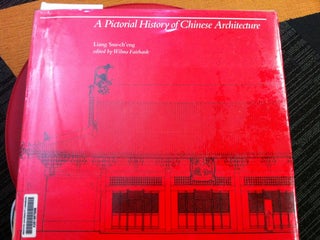 A Pictorial History of Chinese Architecture
Liang Ssu-ch'eng
edited by Wilma Fairbank